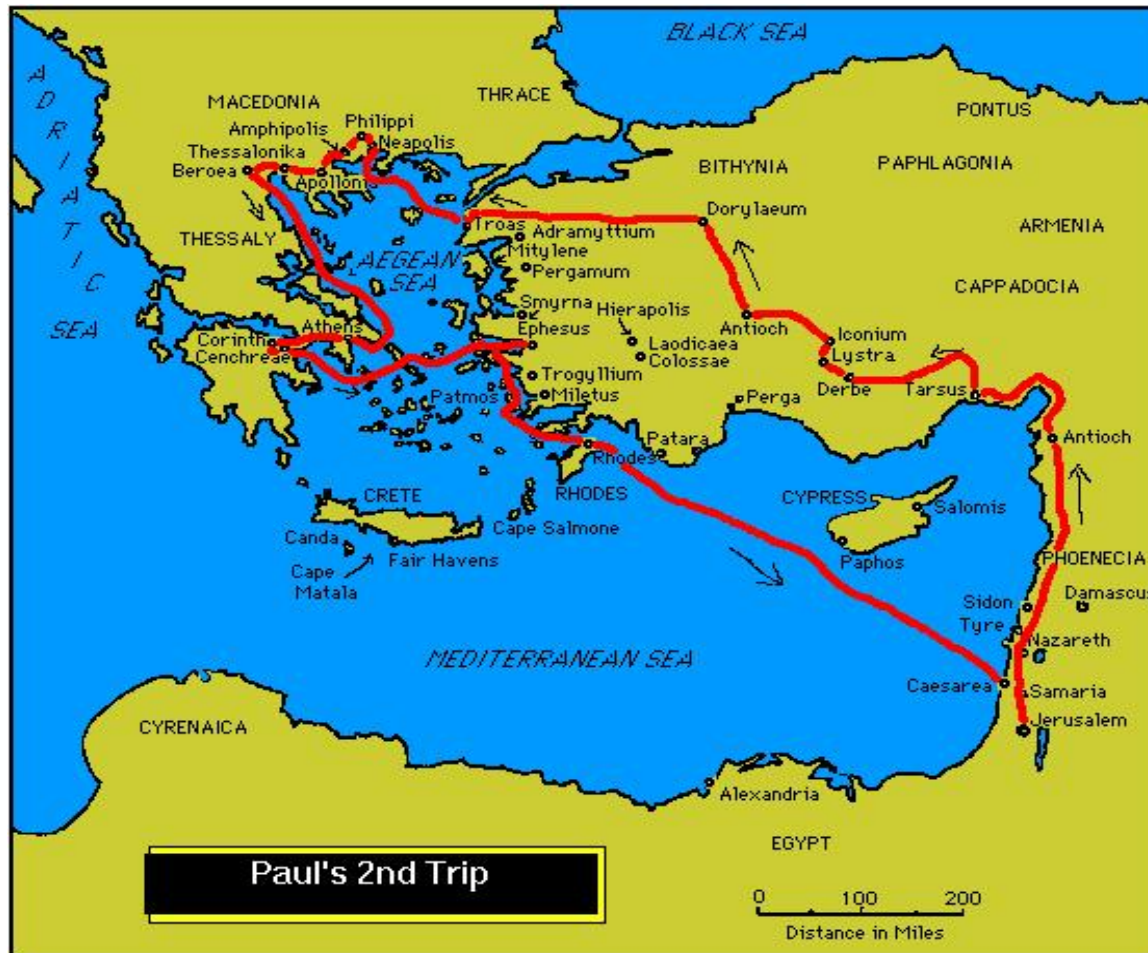 BLACK SEA
ADRIATIC SEA
MACEDONIA
THRACE
PONTUS
Philippi
Amphipolis
Neapolis
Thessalonika
Beroea
Apollonia
BITHYNIA
PAPHLAGONIA
Dorylaeum
Troas
Adramyttium
ARMENIA
THESSALY
Mitylene
AEGEAN SEA
Pergamum
CAPPADOCIA
Smyrna
Hierapolis
Ephesus
Athens
Antioch
Iconium
Corinth
Cenchreae
Laodicaea
Colossae
Lystra
Trogyllium
Derbe
Tarsus
Patmos
Miletus
Perga
Antioch
Patara
Rhodes
RHODES
CRETE
CYPRESS
Salomis
Cape Salmone
Canda
Fair Havens
Paphos
PHOENECIA
Cape Matala
Damascus
Sidon
Tyre
Nazareth
MEDITERRANEAN SEA
Caesarea
Samaria
Jerusalem
CYRENAICA
Alexandria
EGYPT
Paul's 2nd Trip
0 100 200
Distance in Miles